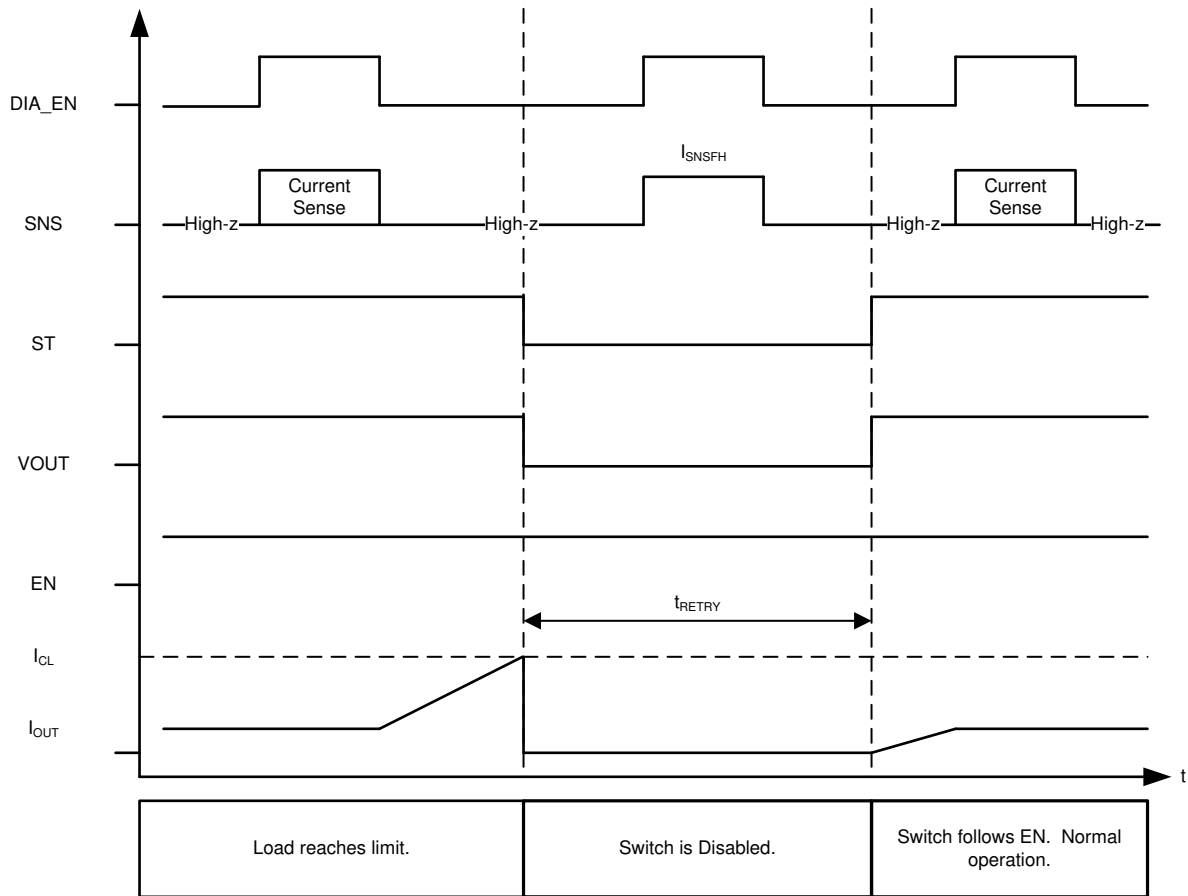 DIA_EN
I_SNSFH
Current
Sense
Current
Sense
SNS
High-z
High-z
High-z
High-z
ST
VOUT
EN
t_RETRY
I_CL
I_OUT
t
Load reaches limit.
Switch is Disabled.
Switch follows EN. Normal
operation.